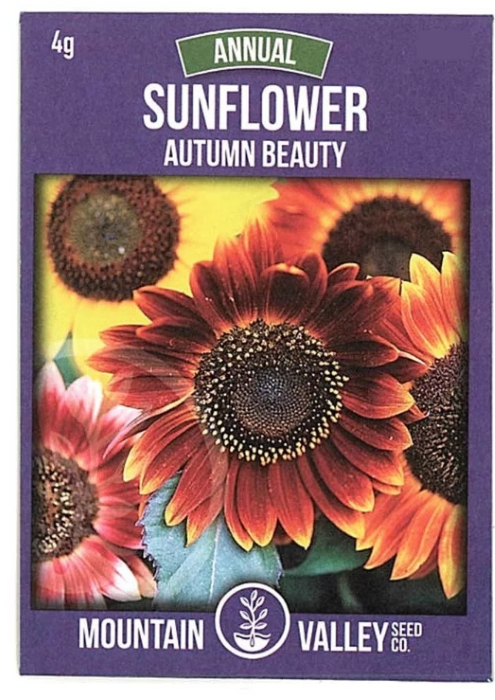 4g
ANNUAL
SUNFLOWER
AUTUMN BEAUTY
MOUNTAIN VALLEY SEED CO.